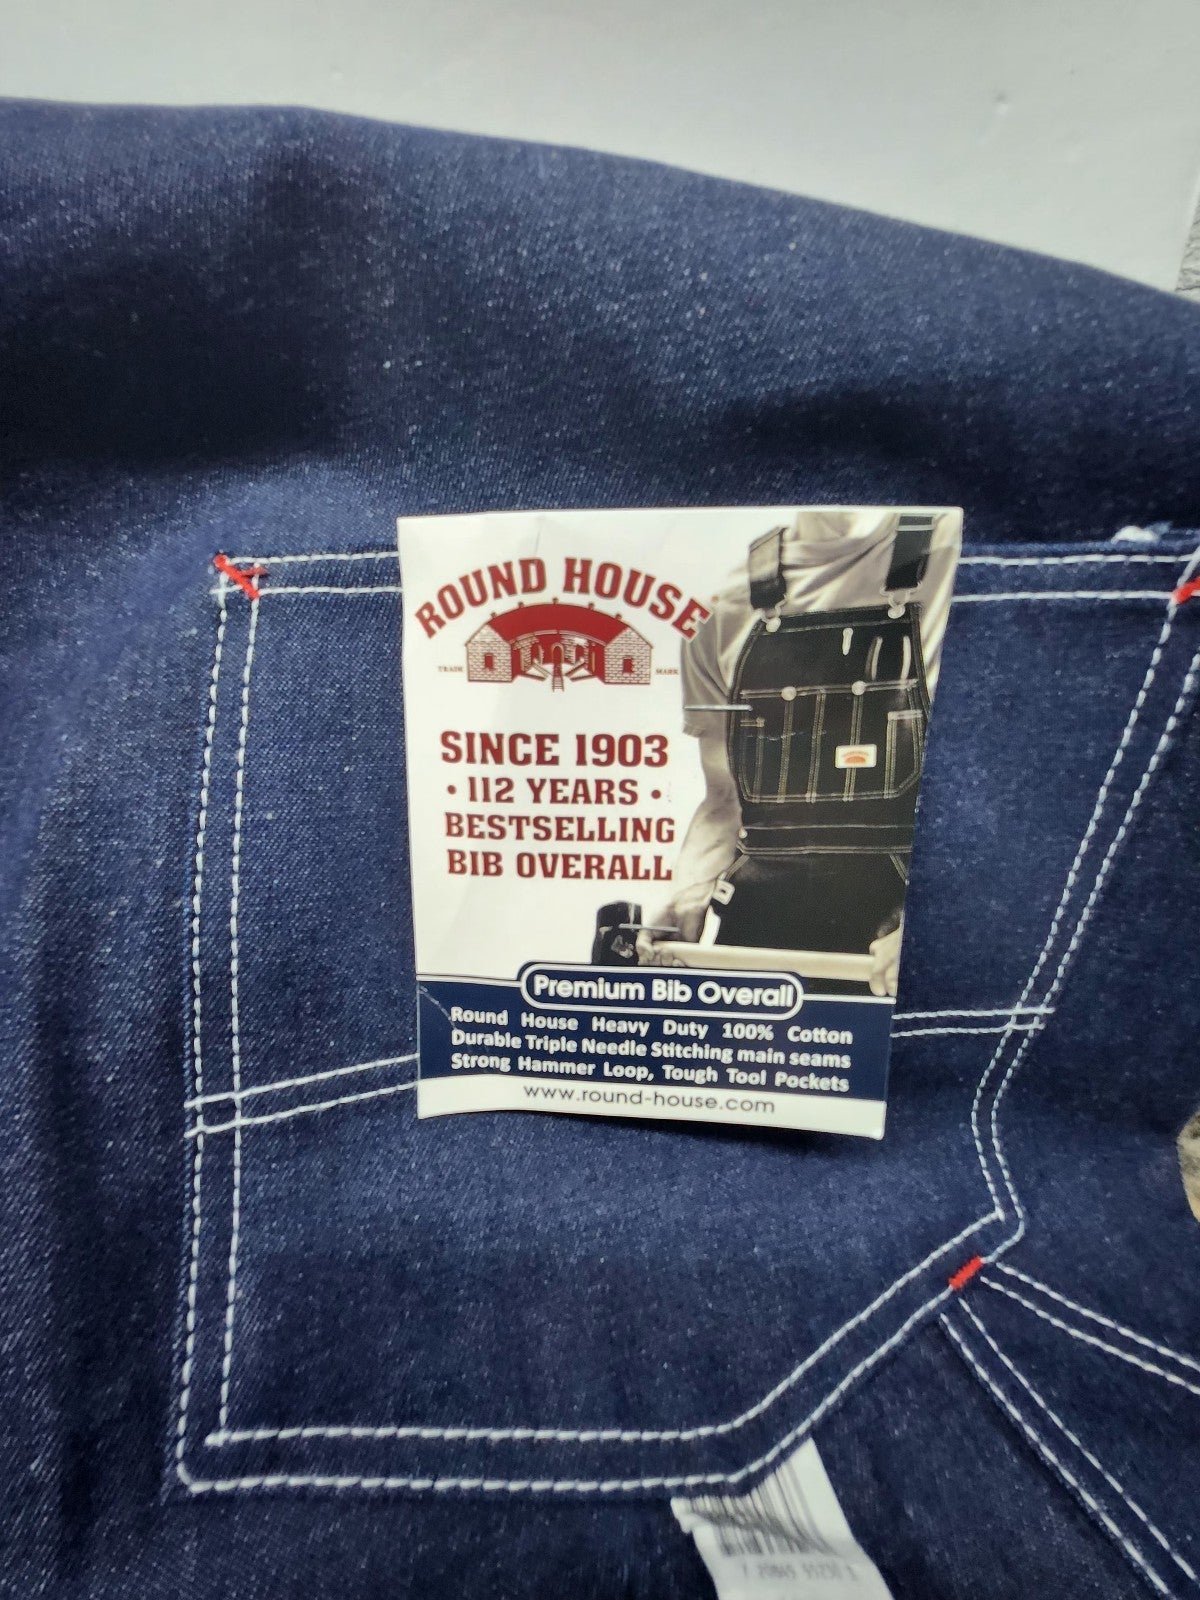 ROUND HOUSE
TRADE MARK
SINCE 1903
• 112 YEARS •
BESTSELLING
BIB OVERALL
Premium Bib Overall
Round House Heavy Duty 100% Cotton
Durable Triple Needle Stitching main seams
Strong Hammer Loop, Tough Tool Pockets
www.round-house.com